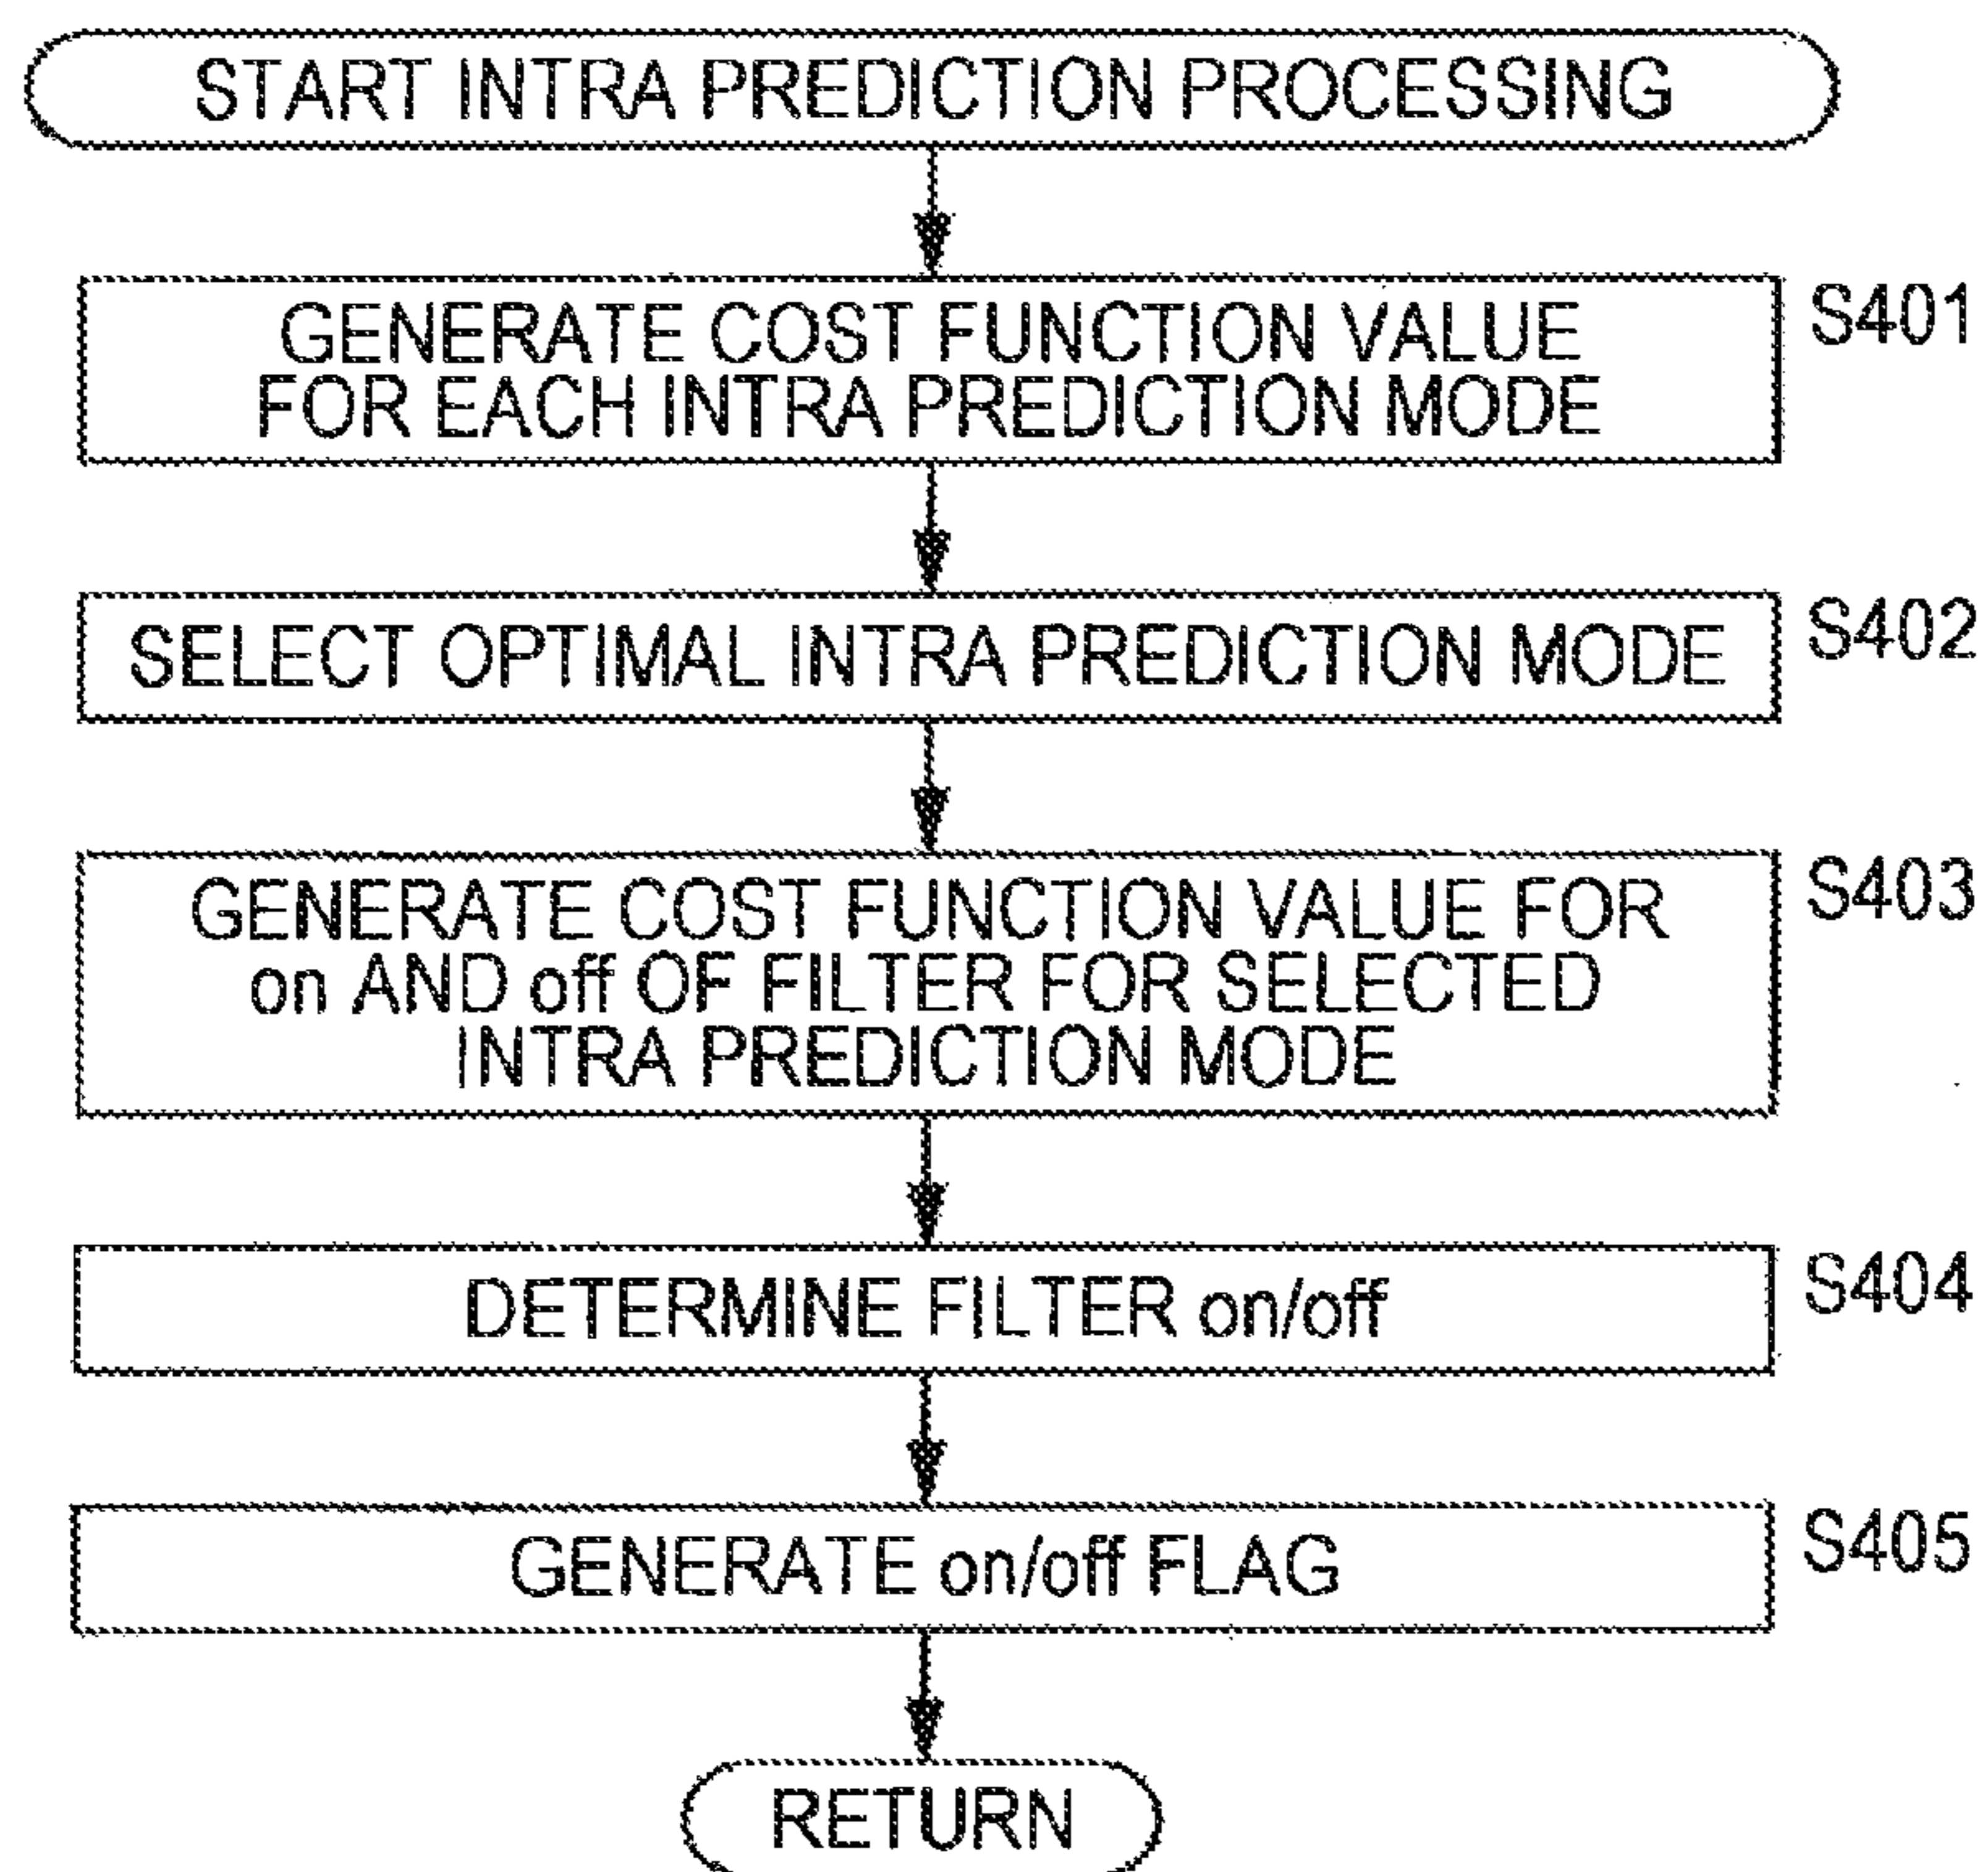 START INTRA PREDICTION PROCESSING
GENERATE COST FUNCTION VALUE
FOR EACH INTRA PREDICTION MODE
S401
SELECT OPTIMAL INTRA PREDICTION MODE
S402
GENERATE COST FUNCTION VALUE FOR
on AND off OF FILTER FOR SELECTED
INTRA PREDICTION MODE
S403
DETERMINE FILTER on/off
S404
GENERATE on/off FLAG
S405
RETURN